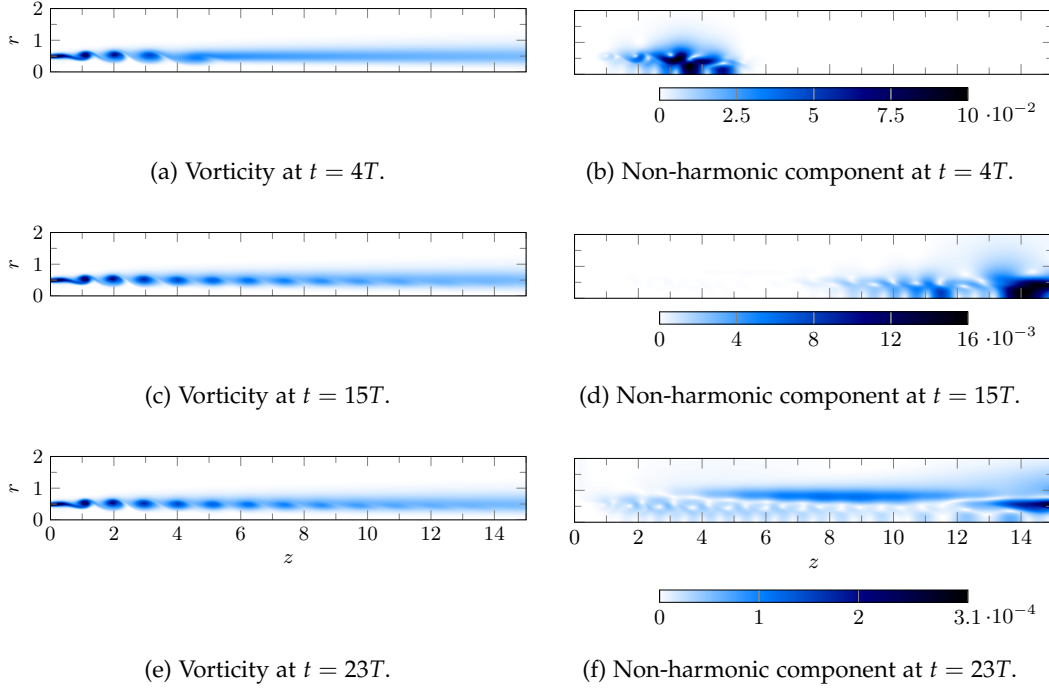 0
1
2
r
0
2.5
5
7.5
10 ·10−2
(a) Vorticity at t = 4T.
(b) Non-harmonic component at t = 4T.
0
1
2
r
0
4
8
12
16 ·10−3
(c) Vorticity at t = 15T.
(d) Non-harmonic component at t = 15T.
0
1
2
r
0 2 4 6 8 10 12 14
z
0 2 4 6 8 10 12 14
z
0
1
2
3.1 ·10−4
(e) Vorticity at t = 23T.
(f) Non-harmonic component at t = 23T.